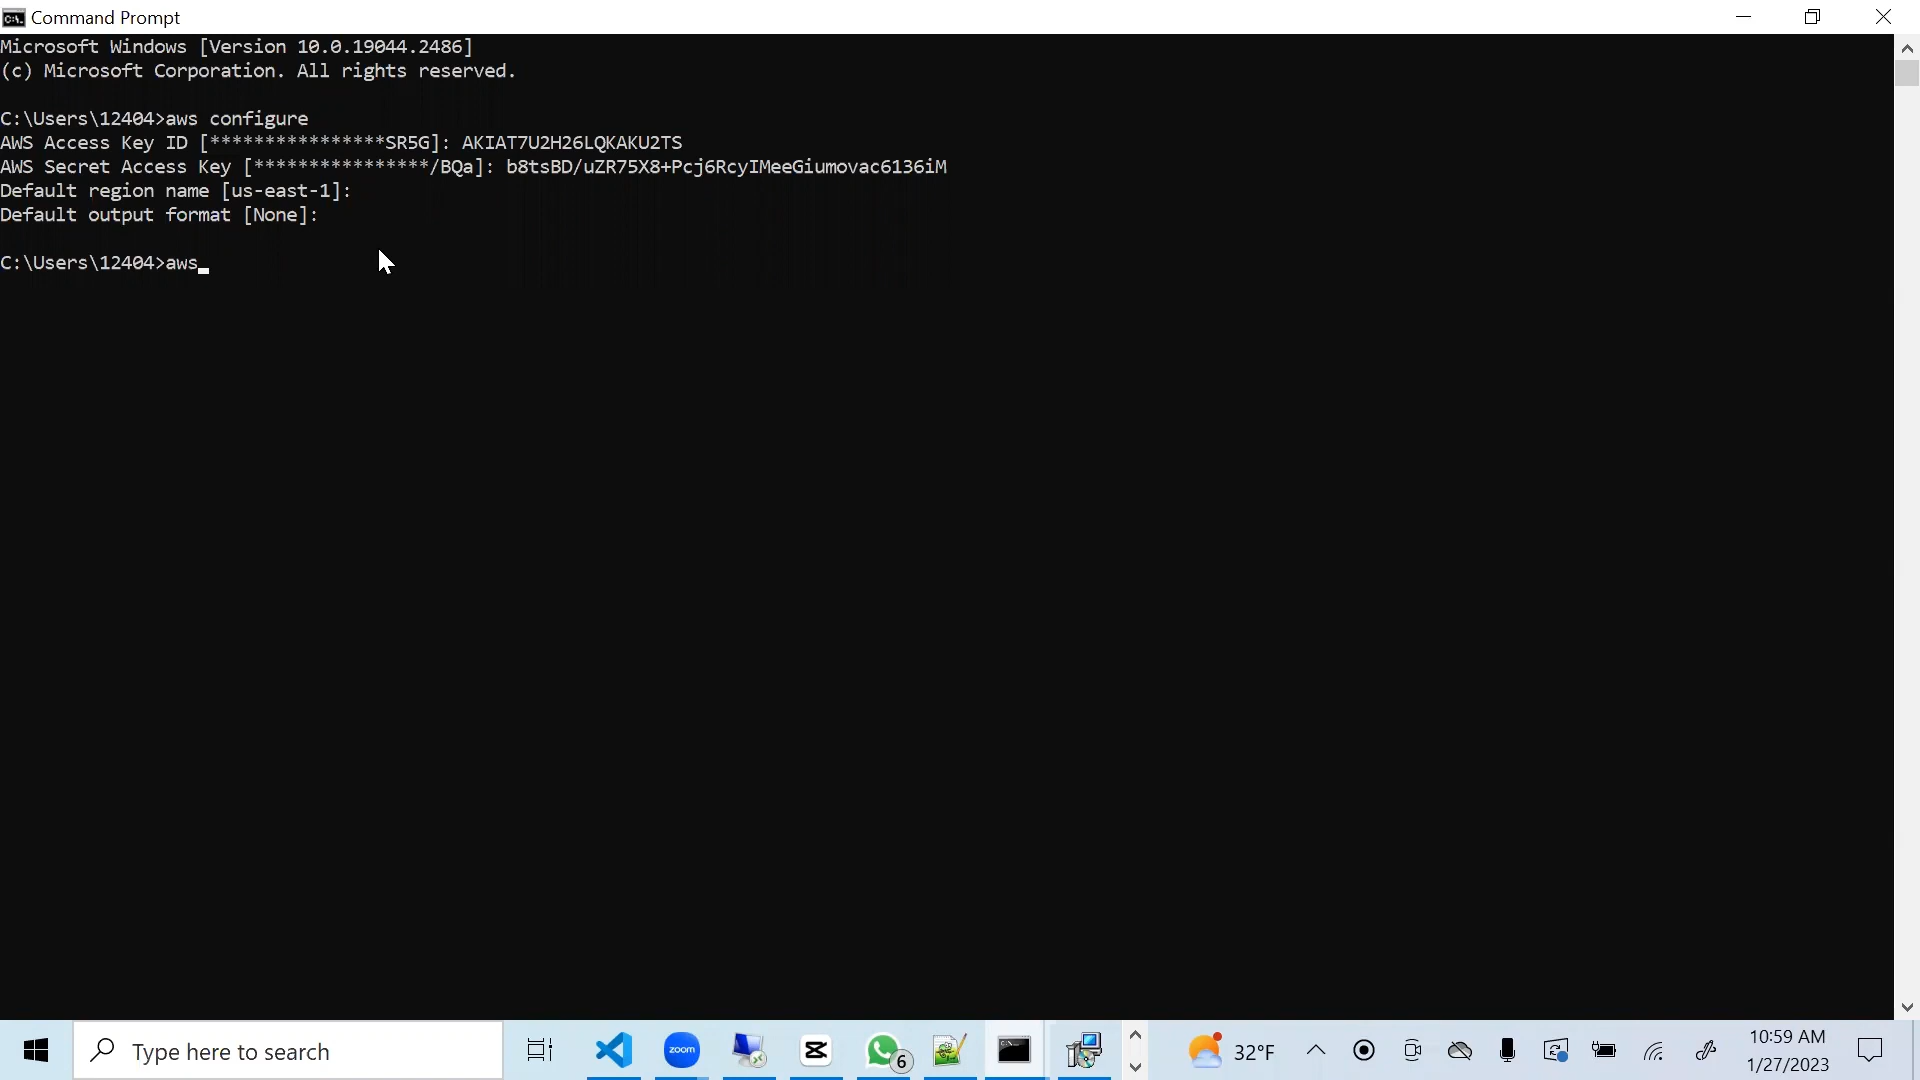 Command Prompt
Microsoft Windows [Version 10.0.19044.2486]
(c) Microsoft Corporation. All rights reserved.
C:\Users\12404>aws configure
AWS Access Key ID [****************SR5G]: AKIAT7U2H26LQKAKU2TS
AWS Secret Access Key [****************/BQa]: 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
Default region name [us-east-1]:
Default output format [None]:
C:\Users\12404>aws
Type here to search
zoom
6
32°F
10:59 AM
1/27/2023